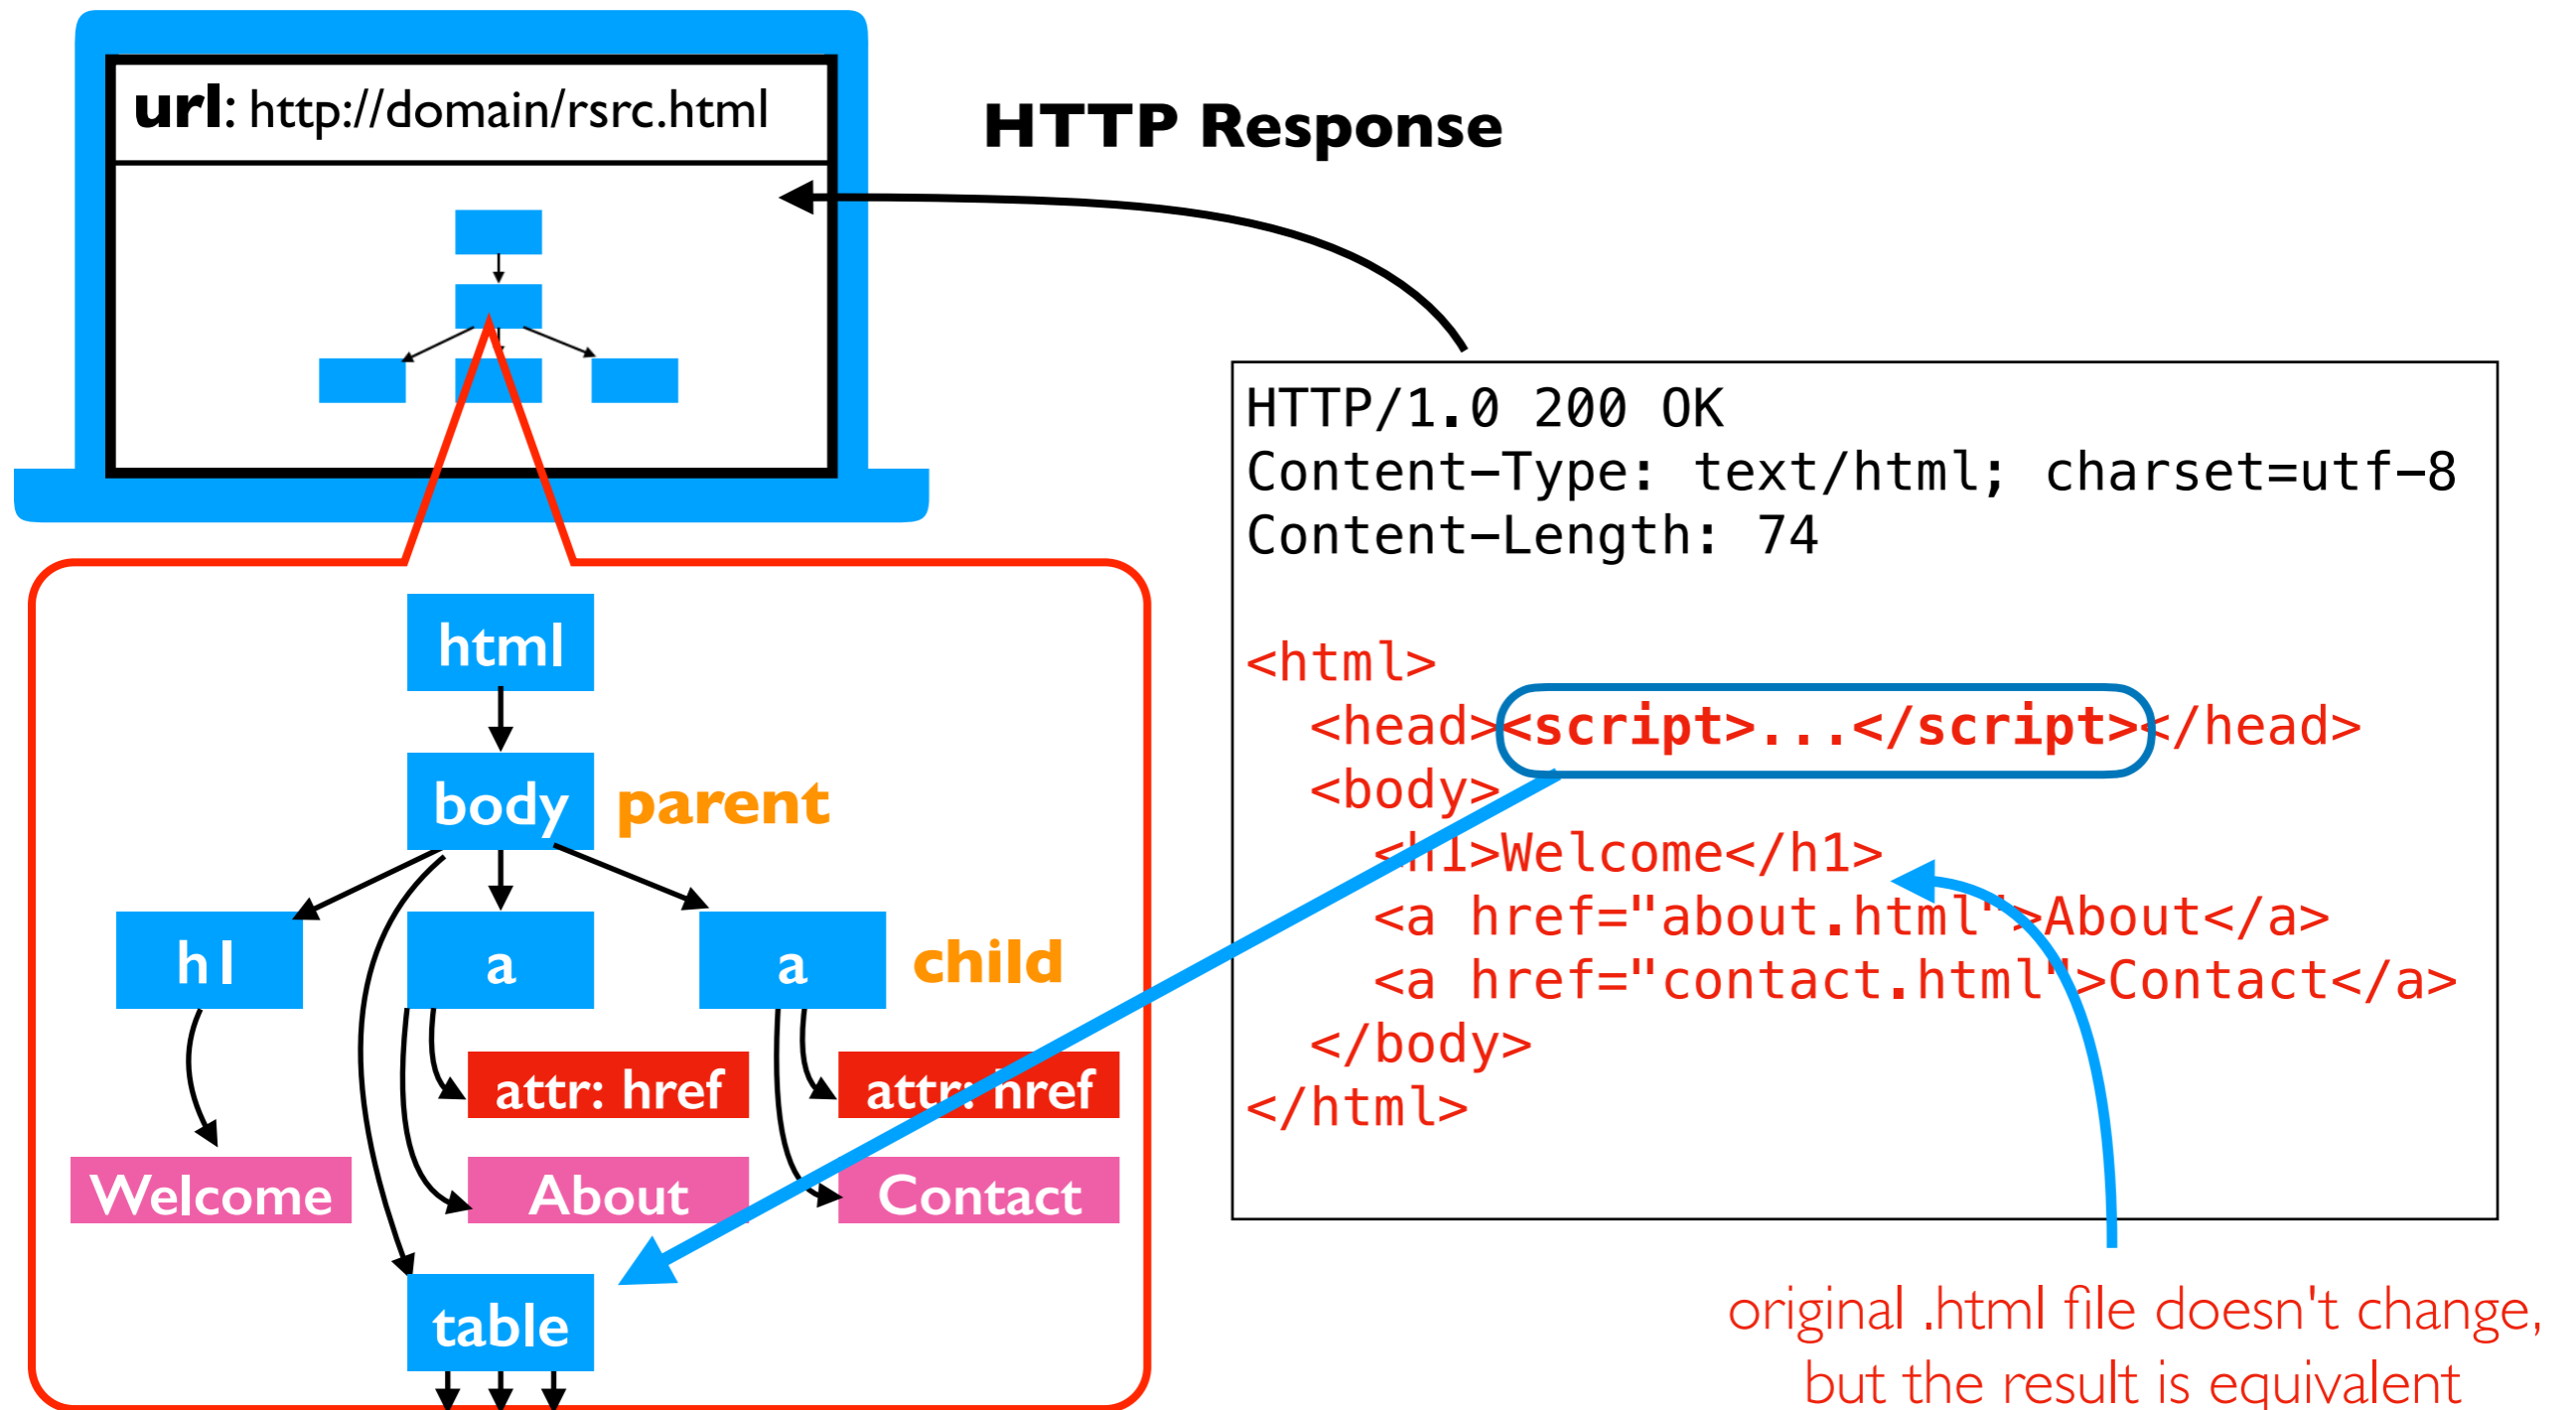 url: http://domain/rsrc.html
HTTP Response
HTTP/1.0 200 OK
Content-Type: text/html; charset=utf-8
Content-Length: 74
<html>
<head><script>...</script></head>
<body>
<h1>Welcome</h1>
<a href="about.html">About</a>
<a href="contact.html">Contact</a>
</body>
</html>
original .html file doesn't change,
but the result is equivalent
html
body parent
h1 a a child
attr: href attr: href
Welcome About Contact
table